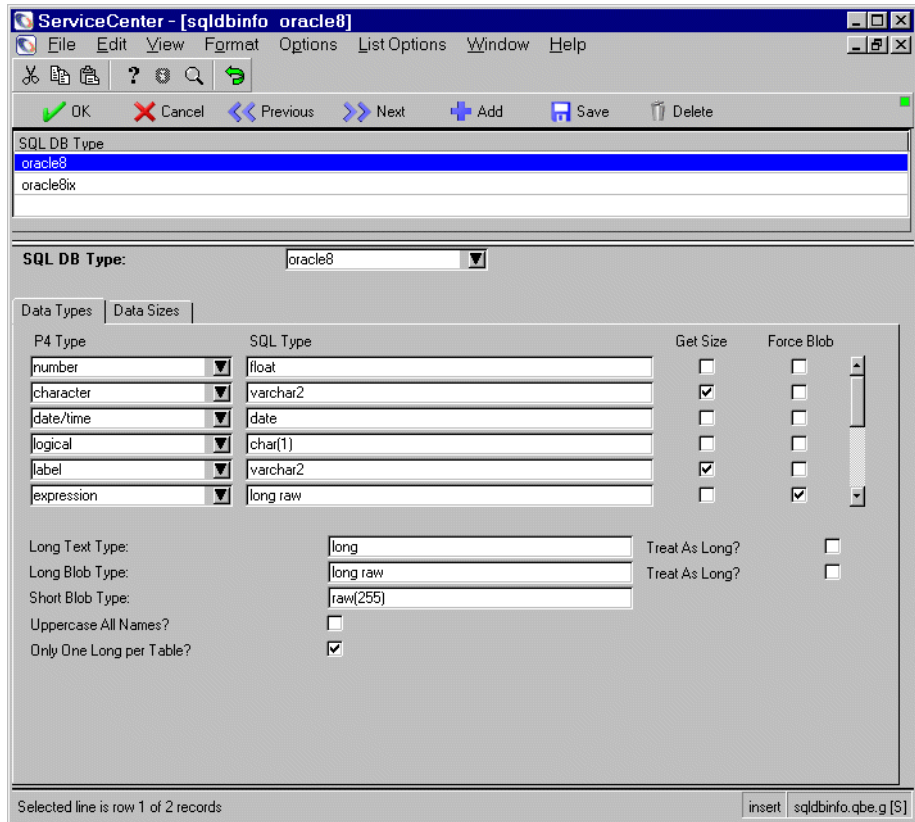 ServiceCenter - [sqldbinfo oracle8]
File Edit View Format Options List Options Window Help
OK Cancel Previous Next Add Save Delete
SQL DB Type
oracle8
oracle8ix
SQL DB Type: oracle8
Data Types Data Sizes
P4 Type SQL Type Get Size Force Blob
number float
character varchar2
date/time date
logical char(1)
label varchar2
expression long raw
Long Text Type: long Treat As Long?
Long Blob Type: long raw Treat As Long?
Short Blob Type: raw(255)
Uppercase All Names?
Only One Long per Table?
Selected line is row 1 of 2 records insert sqldbinfo.qbe.g [S]